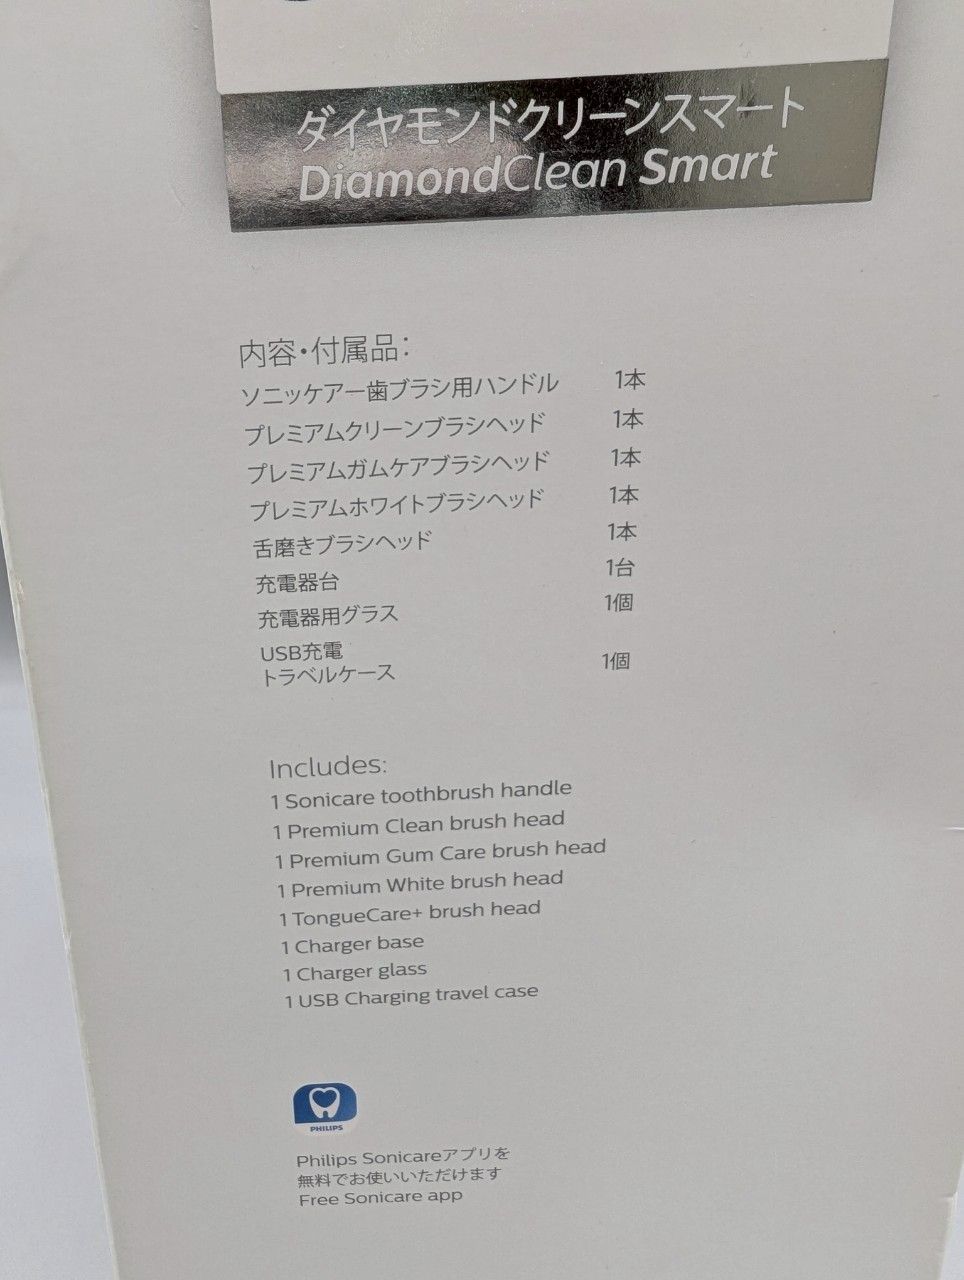 ダイヤモンドクリーンスマート
DiamondClean Smart
内容・付属品：
ソニッケアー歯ブラシ用ハンドル 1本
プレミアムクリーンブラシヘッド 1本
プレミアムガムケアブラシヘッド 1本
プレミアムホワイトブラシヘッド 1本
舌磨きブラシヘッド 1本
充電器台 1台
充電器用グラス 1個
USB充電
トラベルケース 1個
Includes:
1 Sonicare toothbrush handle
1 Premium Clean brush head
1 Premium Gum Care brush head
1 Premium White brush head
1 TongueCare+ brush head
1 Charger base
1 Charger glass
1 USB Charging travel case
PHILIPS
Philips Sonicareアプリを
無料でお使いいただけます
Free Sonicare app